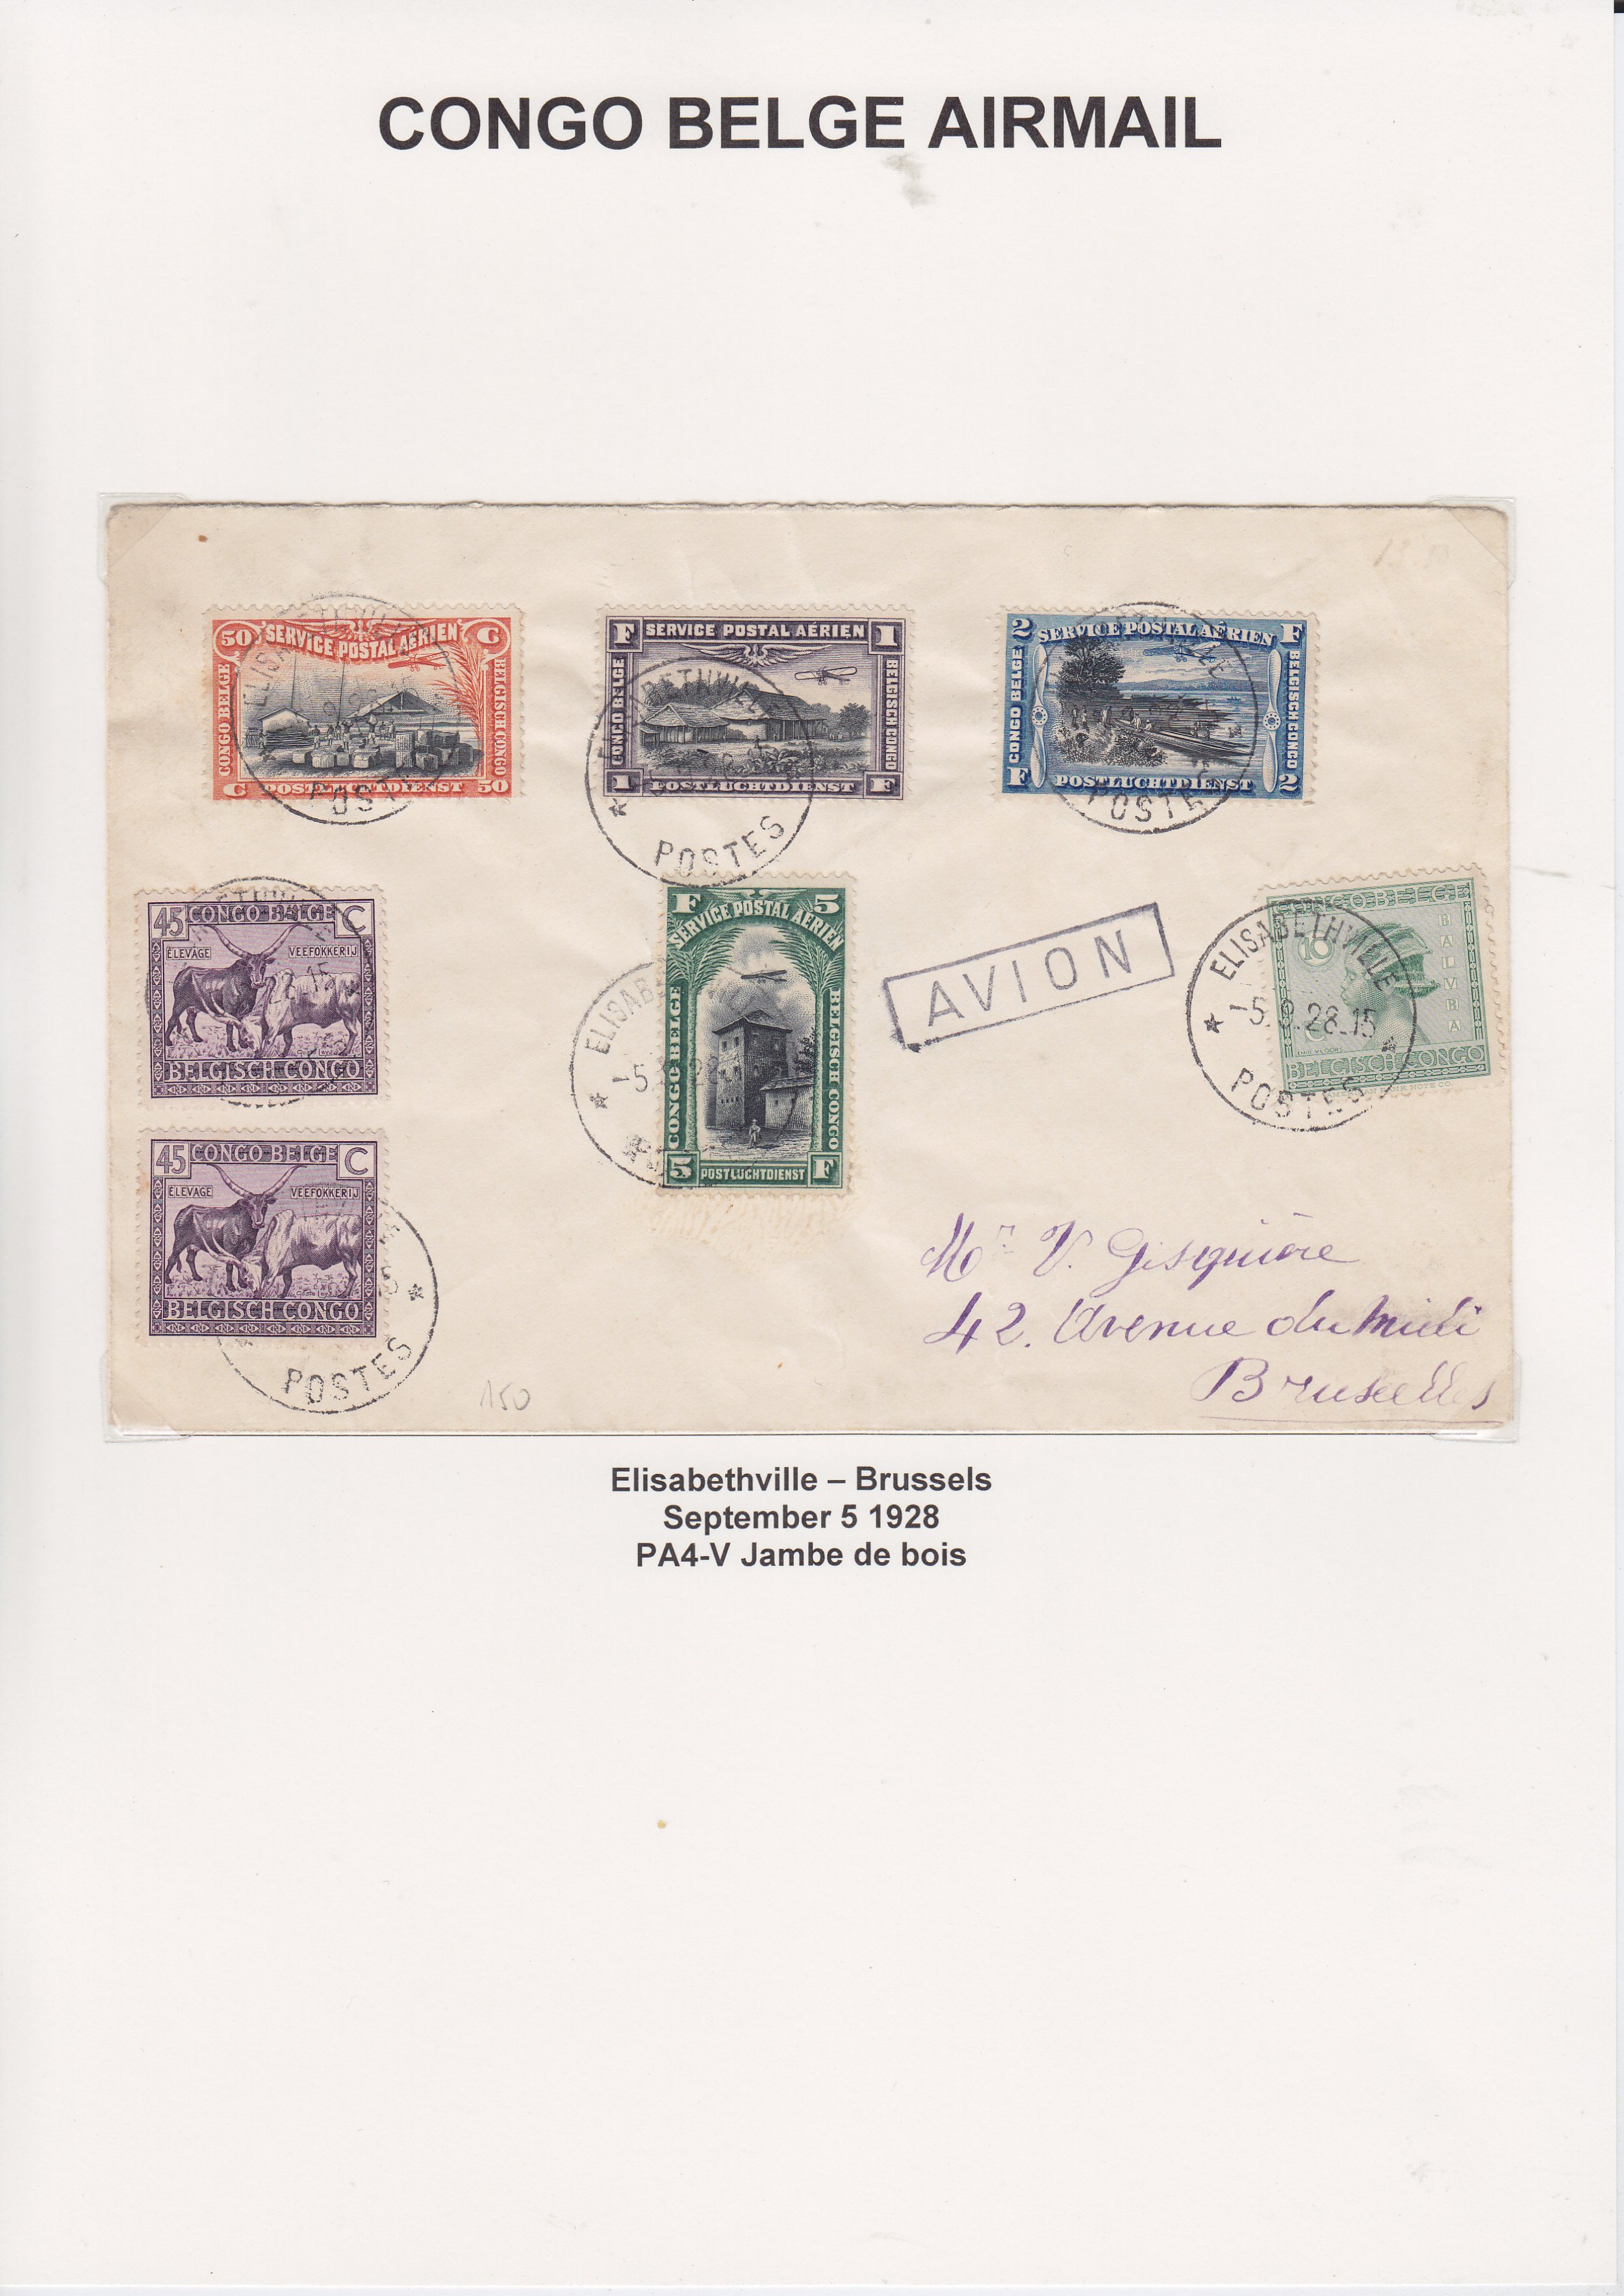 CONGO BELGE AIRMAIL
50 SERVICE POSTAL AÉRIEN C
CONGO BELGE
BELGISCH CONGO
C POSTLUCHTDIENST 50
F SERVICE POSTAL AÉRIEN 1
CONGO BELGE
BELGISCH CONGO
1 POSTLUCHTDIENST F
POSTES
2 SERVICE POSTAL AÉRIEN F
CONGO BELGE
BELGISCH CONGO
F POSTLUCHTDIENST 2
45 CONGO BELGE C
ÉLEVAGE VEEFOKKERIJ
BELGISCH CONGO
F SERVICE POSTAL AÉRIEN 5
CONGO BELGE
BELGISCH CONGO
5 POSTLUCHTDIENST F
AVION
CONGO BELGE
10
C
BELGISCH CONGO
ELISABETHVILLE
28.15
POSTES
45 CONGO BELGE C
ÉLEVAGE VEEFOKKERIJ
BELGISCH CONGO
POSTES
150
Mr V. Gisquière
42. Avenue du Midi
Bruxelles
Elisabethville – Brussels
September 5 1928
PA4-V Jambe de bois